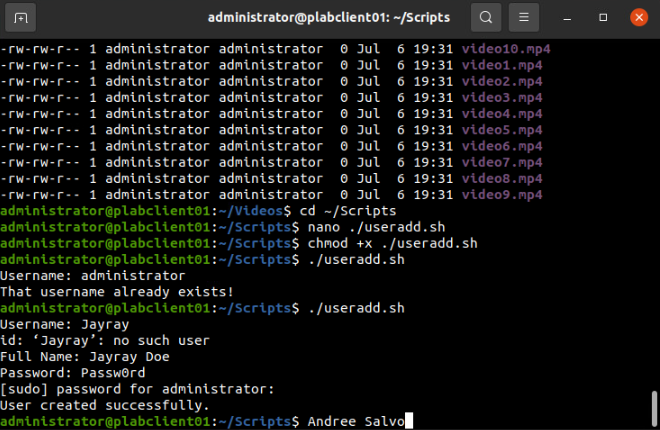 administrator@plabclient01: ~/Scripts
-rw-rw-r-- 1 administrator administrator  0 Jul  6 19:31 video10.mp4
-rw-rw-r-- 1 administrator administrator  0 Jul  6 19:31 video1.mp4
-rw-rw-r-- 1 administrator administrator  0 Jul  6 19:31 video2.mp4
-rw-rw-r-- 1 administrator administrator  0 Jul  6 19:31 video3.mp4
-rw-rw-r-- 1 administrator administrator  0 Jul  6 19:31 video4.mp4
-rw-rw-r-- 1 administrator administrator  0 Jul  6 19:31 video5.mp4
-rw-rw-r-- 1 administrator administrator  0 Jul  6 19:31 video6.mp4
-rw-rw-r-- 1 administrator administrator  0 Jul  6 19:31 video7.mp4
-rw-rw-r-- 1 administrator administrator  0 Jul  6 19:31 video8.mp4
-rw-rw-r-- 1 administrator administrator  0 Jul  6 19:31 video9.mp4
administrator@plabclient01:~/Videos$ cd ~/Scripts
administrator@plabclient01:~/Scripts$ nano ./useradd.sh
administrator@plabclient01:~/Scripts$ chmod +x ./useradd.sh
administrator@plabclient01:~/Scripts$ ./useradd.sh
Username: administrator
That username already exists!
administrator@plabclient01:~/Scripts$ ./useradd.sh
Username: Jayray
id: ‘Jayray’: no such user
Full Name: Jayray Doe
Password: Passw0rd
[sudo] password for administrator:
User created successfully.
administrator@plabclient01:~/Scripts$ Andree Salvo